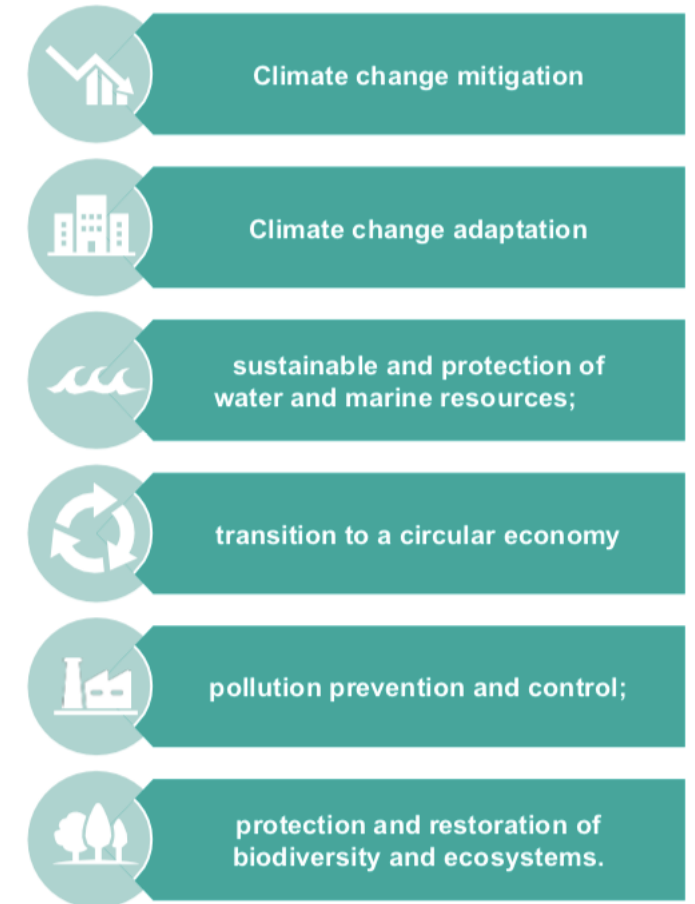 Climate change mitigation
Climate change adaptation
sustainable and protection of
water and marine resources;
transition to a circular economy
pollution prevention and control;
protection and restoration of
biodiversity and ecosystems.